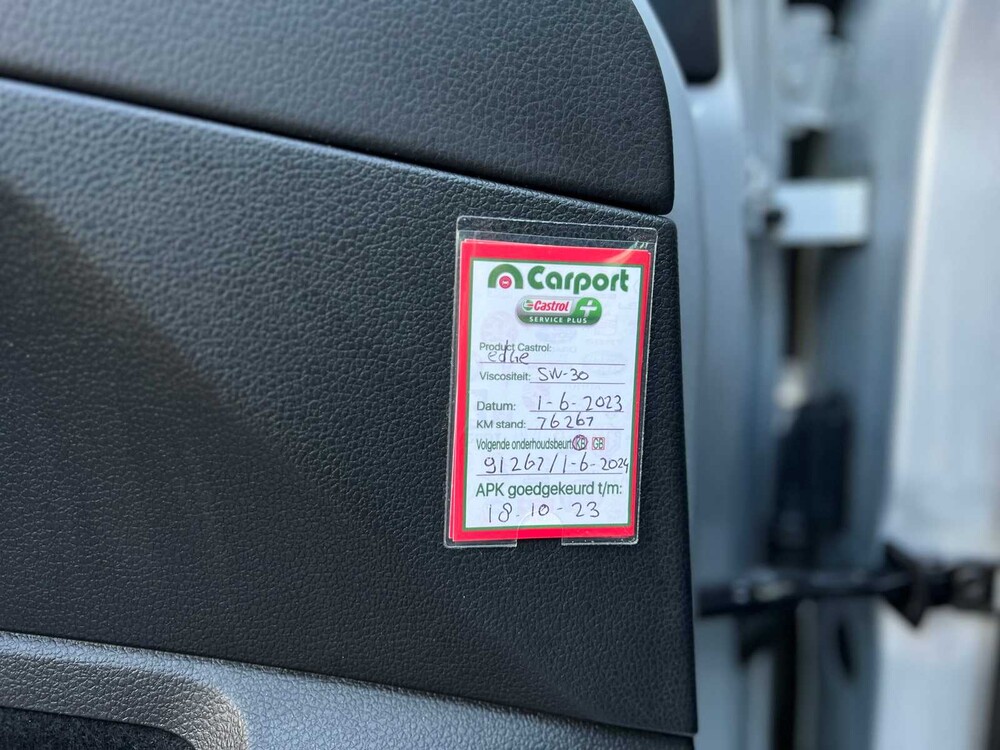 Carport
Castrol
SERVICE PLUS
Product Castrol:
edge
Viscositeit: 5W-30
Datum: 1-6-2023
KM stand: 76267
Volgende onderhoudsbeurt: KB GB
91267/1-6-2024
APK goedgekeurd t/m:
18-10-23